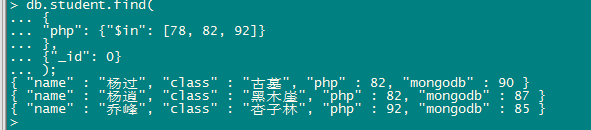 > db.student.find(
... {
... "php": {"$in": [78, 82, 92]}
... },
... {"_id": 0}
... );
{ "name" : "杨过", "class" : "古墓", "php" : 82, "mongodb" : 90 }
{ "name" : "杨逍", "class" : "黑木崖", "php" : 82, "mongodb" : 87 }
{ "name" : "乔峰", "class" : "杏子林", "php" : 92, "mongodb" : 85 }
>